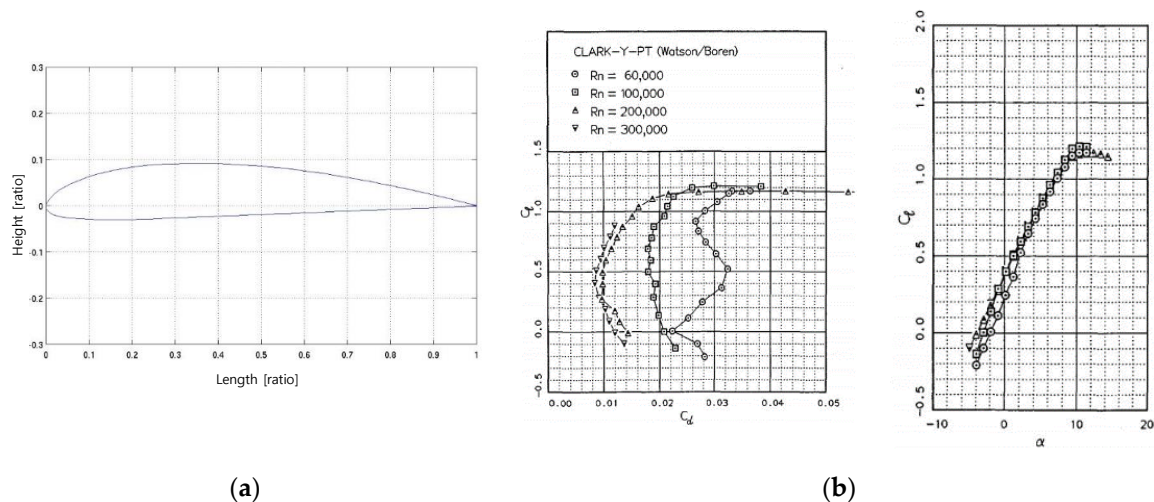 0.3
0.2
0.1
0
-0.1
-0.2
-0.3
Height [ratio]
0 0.1 0.2 0.3 0.4 0.5 0.6 0.7 0.8 0.9 1
Length [ratio]
(a)
CLARK-Y-PT (Watson/Boren)
Rn = 60,000
Rn = 100,000
Rn = 200,000
Rn = 300,000
1.5
1.0
0.5
0.0
-0.5
Cℓ
0.00 0.01 0.02 0.03 0.04 0.05
Cd
2.0
1.5
1.0
0.5
0.0
-0.5
Cℓ
-10 0 10 20
α
(b)